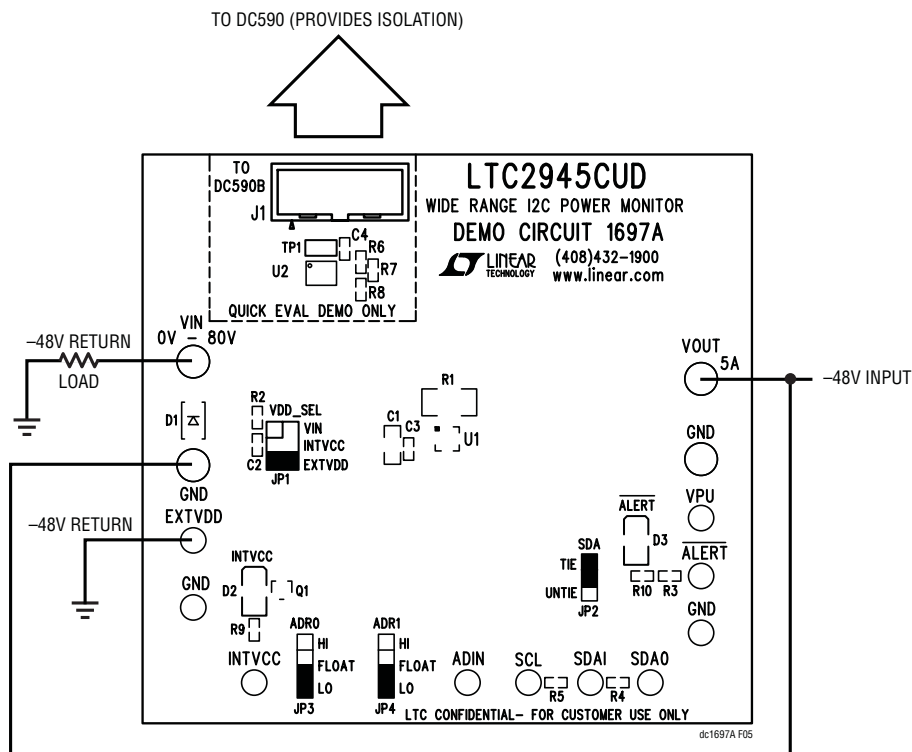 TO DC590 (PROVIDES ISOLATION)
TO
DC590B
J1
LTC2945CUD
WIDE RANGE I2C POWER MONITOR
DEMO CIRCUIT 1697A
LINEAR
TECHNOLOGY
(408)432-1900
www.linear.com
TP1
C4
U2
R6
R7
R8
QUICK EVAL DEMO ONLY
VIN
0V - 80V
–48V RETURN
LOAD
VOUT
5A
–48V INPUT
D1
R2
VDD_SEL
VIN
INTVCC
EXTVDD
C2
JP1
R1
C1
C3
U1
GND
GND
EXTVDD
–48V RETURN
VPU
ALERT
D3
ALERT
SDA
TIE
UNTIE
JP2
R10
R3
GND
GND
INTVCC
D2
Q1
R9
INTVCC
ADR0
HI
FLOAT
LO
JP3
ADR1
HI
FLOAT
LO
JP4
ADIN
SCL
SDAI
SDAO
R5
R4
LTC CONFIDENTIAL- FOR CUSTOMER USE ONLY
dc1697A F05